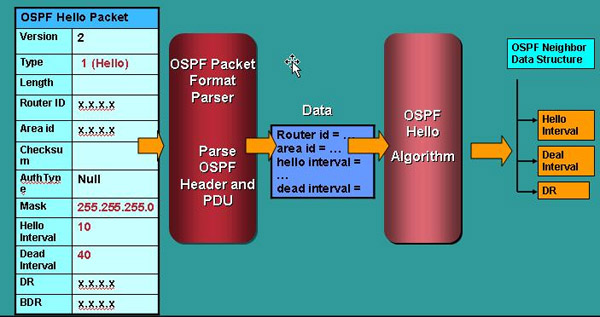 OSPF Hello Packet
Version 2
Type 1 (Hello)
Length
Router ID x.x.x.x
Area id x.x.x.x
Checksu
m
AuthTyp
e Null
Mask 255.255.255.0
Hello
Interval 10
Dead
Interval 40
DR x.x.x.x
BDR x.x.x.x
OSPF Packet
Format
Parser
Parse
OSPF
Header and
PDU
Data
Router id = ..
area id = ...
hello interval =
...
dead interval =
OSPF
Hello
Algorithm
OSPF Neighbor
Data Structure
Hello
Interval
Deal
Interval
DR